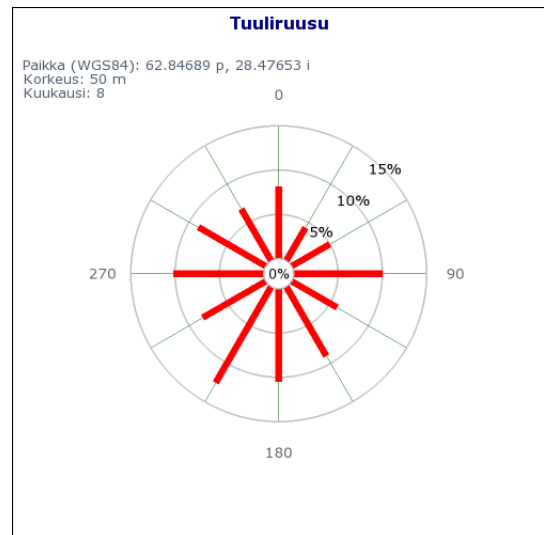 Tuuliruusu
Paikka (WGS84): 62.84689 p, 28.47653 i
Korkeus: 50 m
Kuukausi: 8
0
15%
10%
5%
270
0%
90
180